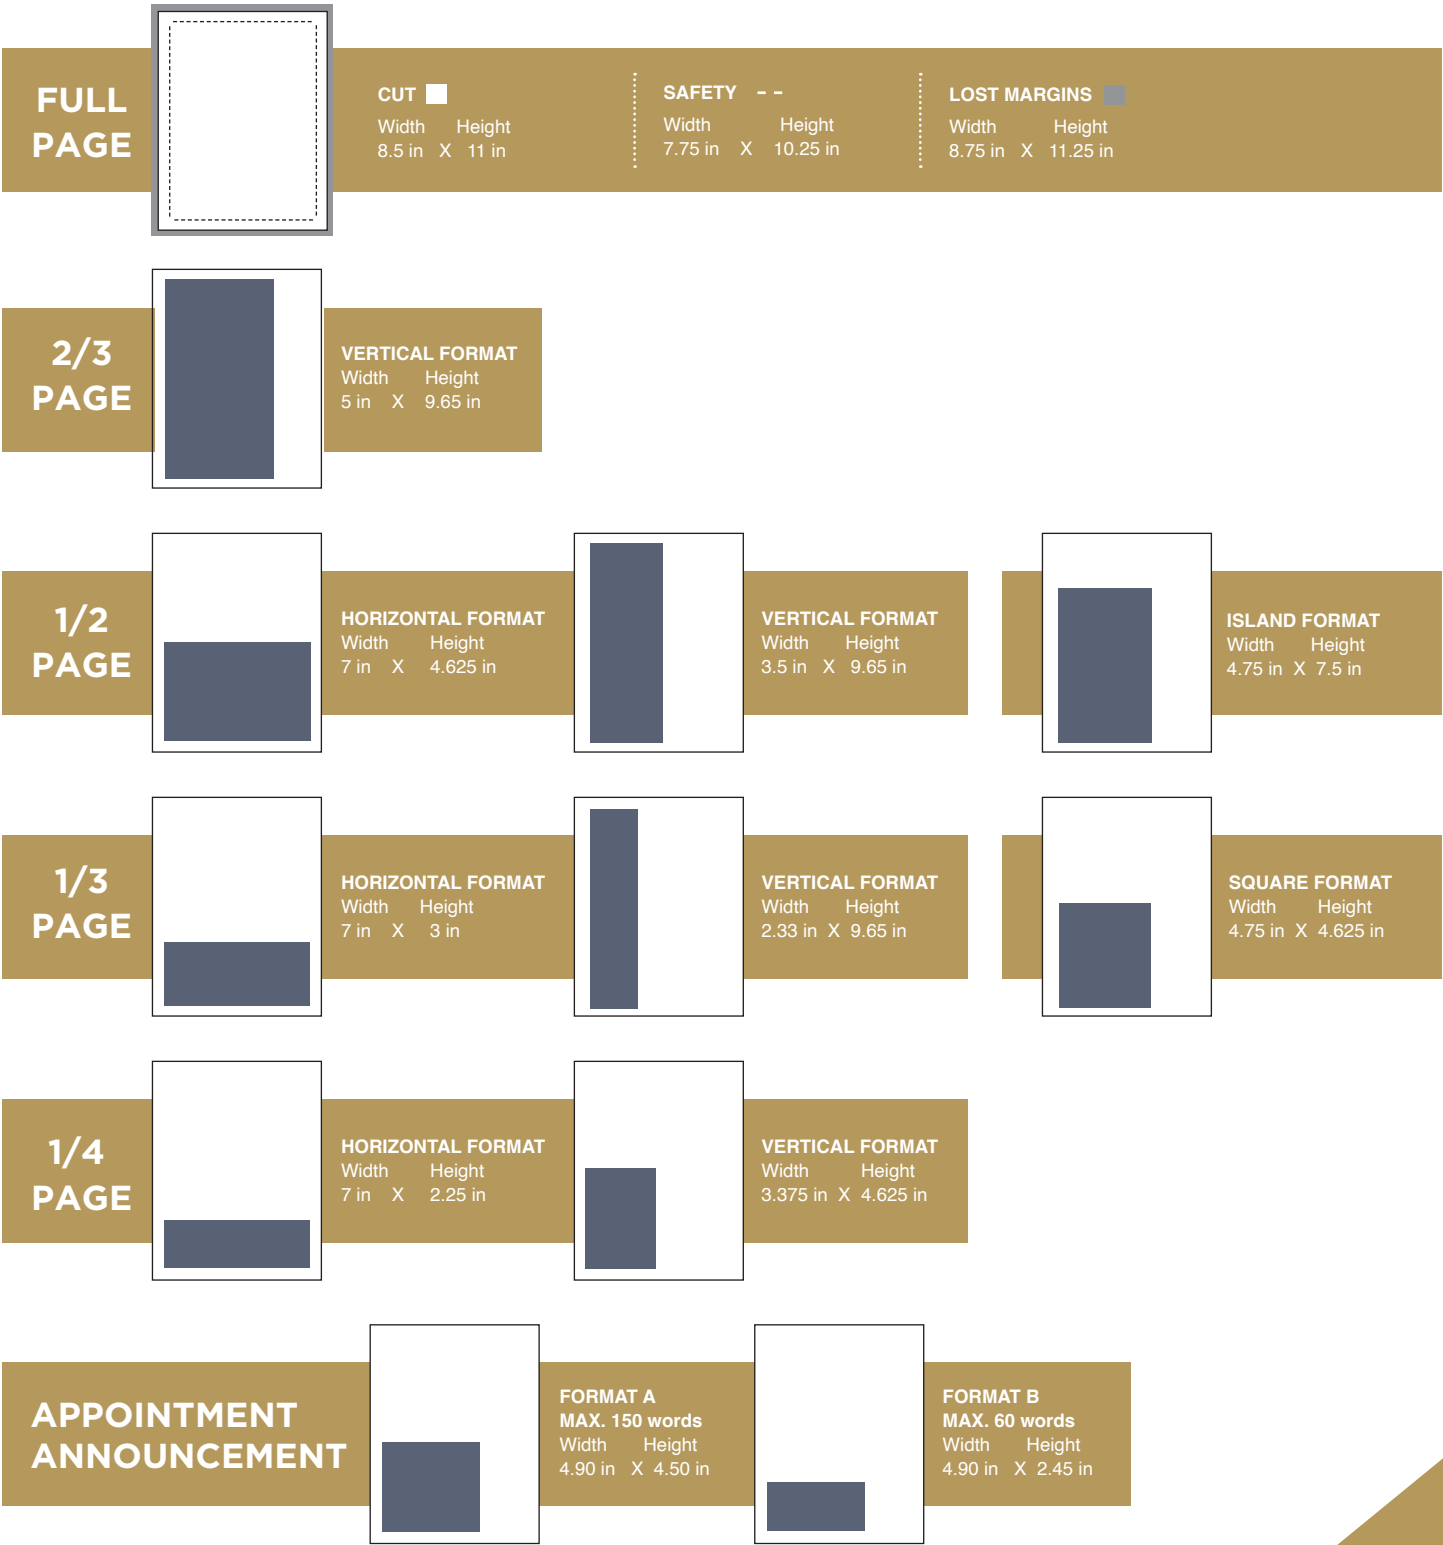 FULL
PAGE
CUT
Width Height
8.5 in X 11 in
SAFETY
Width Height
7.75 in X 10.25 in
LOST MARGINS
Width Height
8.75 in X 11.25 in
2/3
PAGE
VERTICAL FORMAT
Width Height
5 in X 9.65 in
1/2
PAGE
HORIZONTAL FORMAT
Width Height
7 in X 4.625 in
VERTICAL FORMAT
Width Height
3.5 in X 9.65 in
ISLAND FORMAT
Width Height
4.75 in X 7.5 in
1/3
PAGE
HORIZONTAL FORMAT
Width Height
7 in X 3 in
VERTICAL FORMAT
Width Height
2.33 in X 9.65 in
SQUARE FORMAT
Width Height
4.75 in X 4.625 in
1/4
PAGE
HORIZONTAL FORMAT
Width Height
7 in X 2.25 in
VERTICAL FORMAT
Width Height
3.375 in X 4.625 in
APPOINTMENT
ANNOUNCEMENT
FORMAT A
MAX. 150 words
Width Height
4.90 in X 4.50 in
FORMAT B
MAX. 60 words
Width Height
4.90 in X 2.45 in